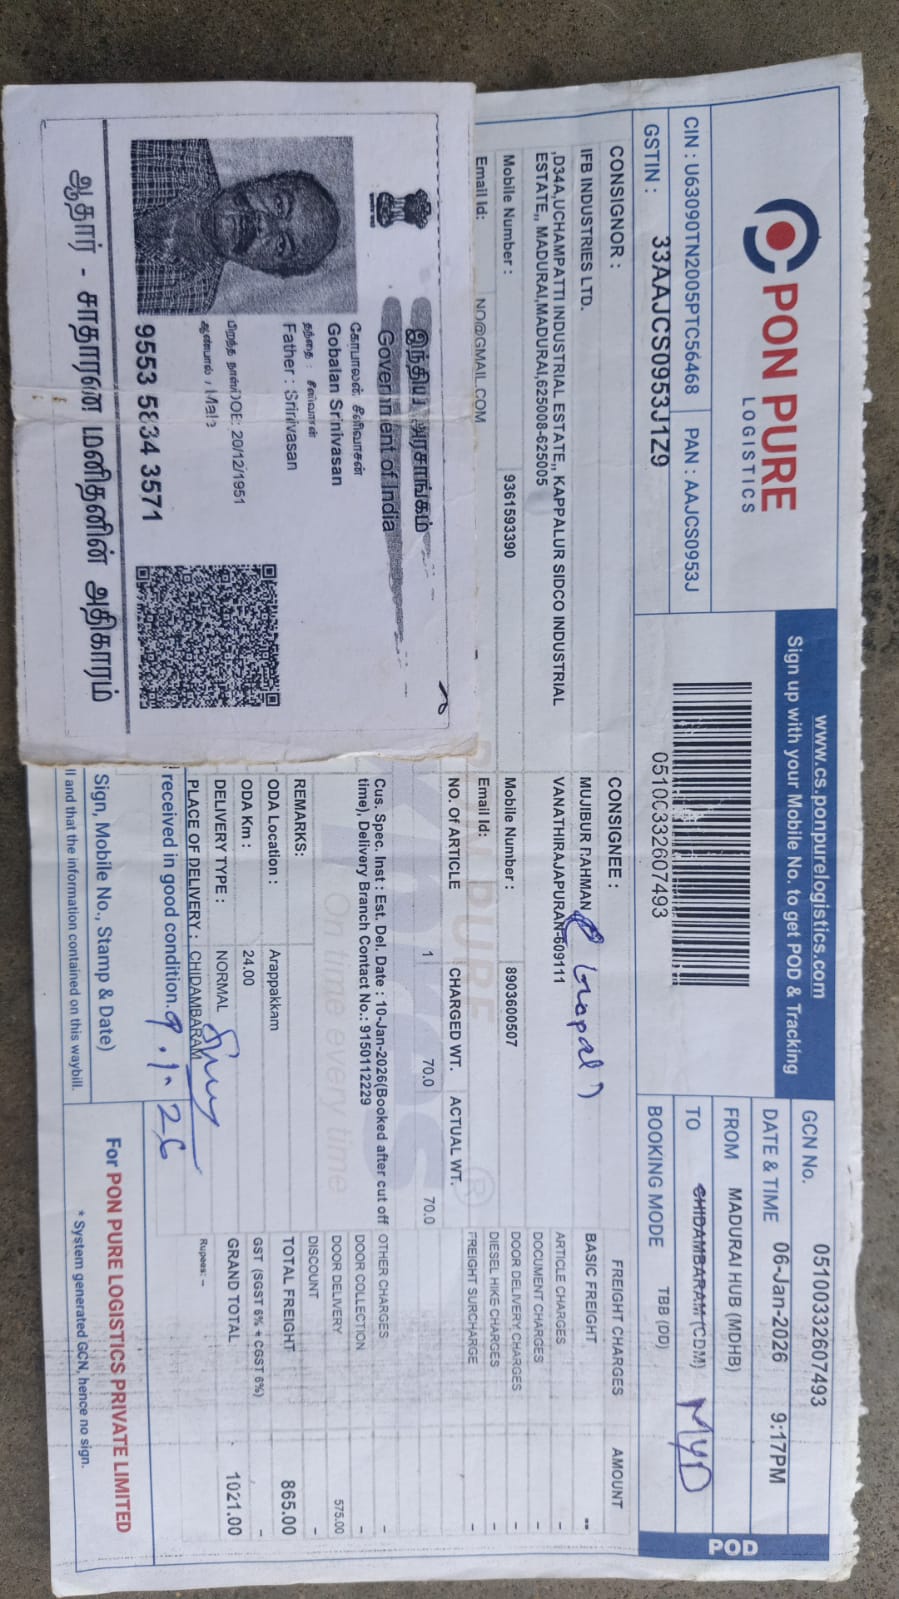 PON PURE
LOGISTICS
www.cs.ponpurelogistics.com
Sign up with your Mobile No. to get POD & Tracking
05100332607493
GCN No. 05100332607493
DATE & TIME 06-Jan-2026 9:17PM
FROM MADURAI HUB (MDHB)
TO CHIDAMBARAM (CDM) MYD
BOOKING MODE TBB (DD)
POD
CIN : U63090TN2005PTC56468 PAN : AAJCS0953J
GSTIN : 33AAJCS0953J1Z9
CONSIGNOR :
IFB INDUSTRIES LTD.
,D34A,UCHAMPATTI INDUSTRIAL ESTATE,, KAPPALUR SIDCO INDUSTRIAL
ESTATE,, MADURAI,MADURAI,625008-625005
Mobile Number : 9361593390
Email Id: NO@GMAIL.COM
CONSIGNEE :
MUJIBUR RAHMAN
VANATHIRAJAPURAN-609111
Mobile Number : 8903600507
Email Id:
NO. OF ARTICLE CHARGED WT. ACTUAL WT.
1 70.0 70.0
Cus. Spec. Inst : Est. Del. Date : 10-Jan-2026(Booked after cut off
time), Delivery Branch Contact No.: 9150112229
On time every time
REMARKS:
ODA Location : Arappakkam
ODA Km : 24.00
DELIVERY TYPE : NORMAL
PLACE OF DELIVERY : CHIDAMBARAM
received in good condition. 9.1.26
Sign, Mobile No., Stamp & Date)
ll and that the information contained on this waybill.
FREIGHT CHARGES AMOUNT
BASIC FREIGHT --
ARTICLE CHARGES -
DOCUMENT CHARGES -
DOOR DELIVERY CHARGES -
DIESEL HIKE CHARGES -
FREIGHT SURCHARGE -
OTHER CHARGES -
DOOR COLLECTION -
DOOR DELIVERY 575.00
DISCOUNT -
TOTAL FREIGHT 865.00
GST (SGST 6% + CGST 6%) -
GRAND TOTAL 1021.00
Rupees: –
For PON PURE LOGISTICS PRIVATE LIMITED
* System generated GCN, hence no sign.
இந்திய அரசாங்கம்
Government of India
கோபாலன் சீனிவாசன்
Gobalan Srinivasan
தந்தை : சீனிவாசன்
Father : Srinivasan
பிறந்த நாள்/DOB: 20/12/1951
ஆண்பால் / Male
9553 5834 3571
ஆதார் - சாதாரண மனிதனின் அதிகாரம்